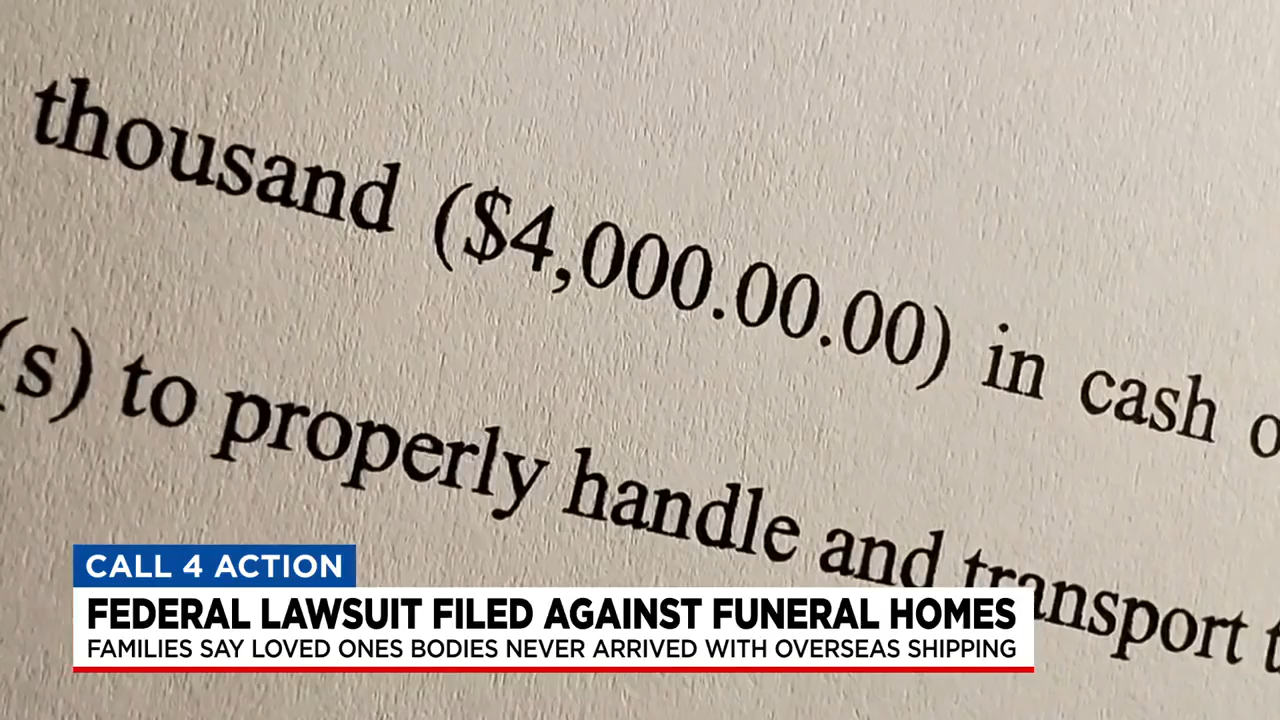 thousand ($4,000.00.00) in cash
(s) to properly handle and transport
CALL 4 ACTION
FEDERAL LAWSUIT FILED AGAINST FUNERAL HOMES
FAMILIES SAY LOVED ONES BODIES NEVER ARRIVED WITH OVERSEAS SHIPPING